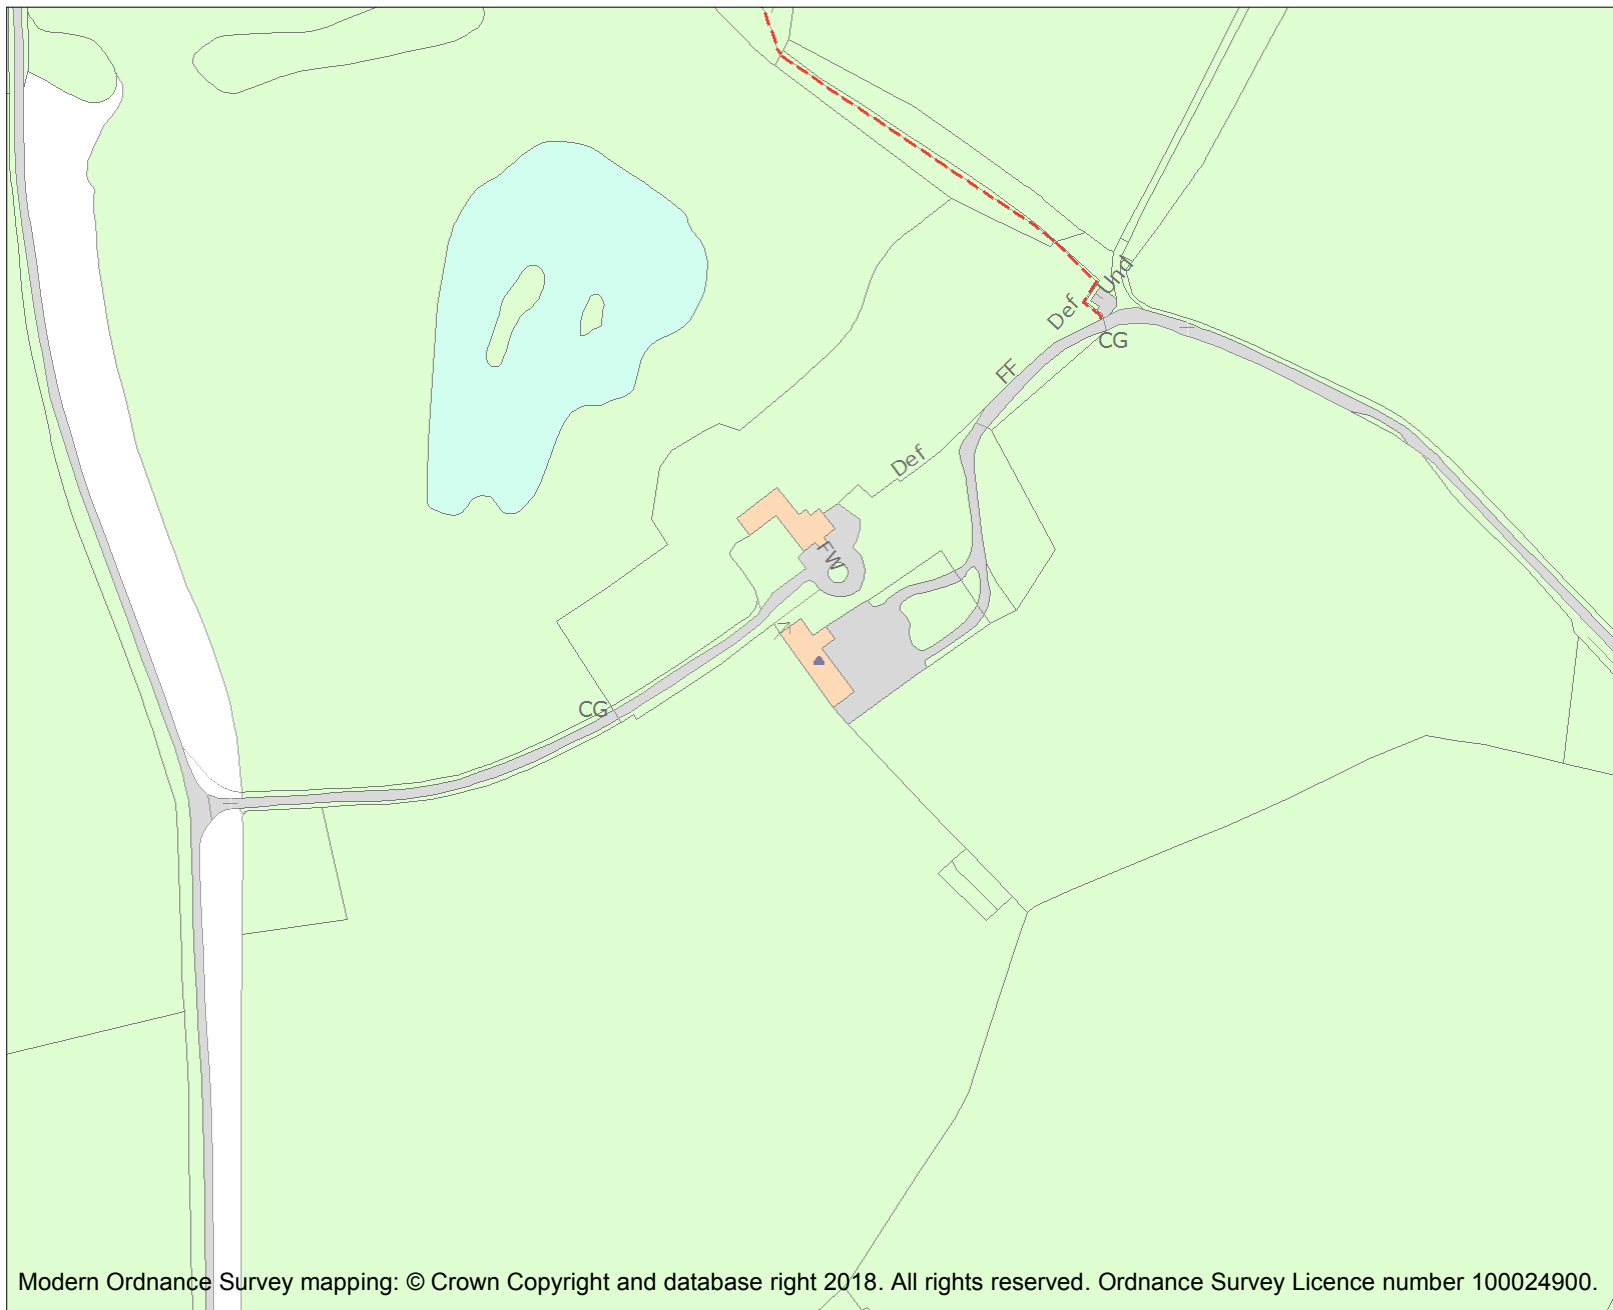 Und
Def
CG
FF
Def
FW
CG
Modern Ordnance Survey mapping: © Crown Copyright and database right 2018. All rights reserved. Ordnance Survey Licence number 100024900.